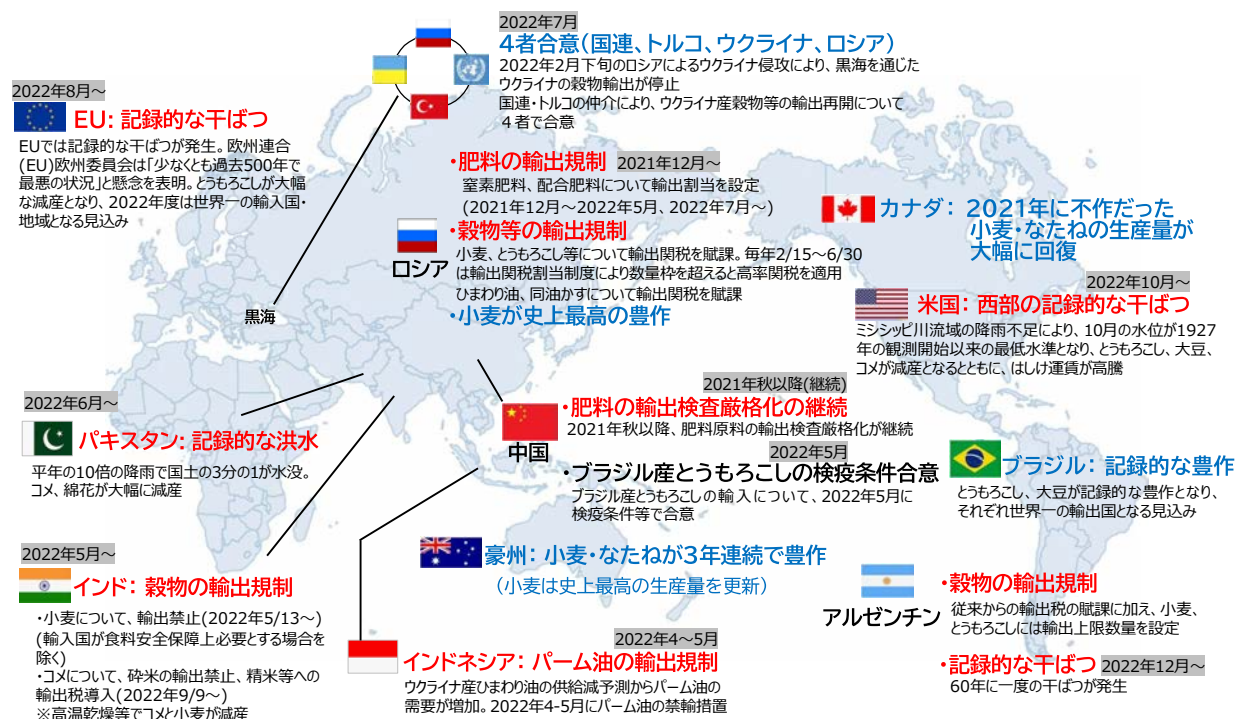 2022年7月
4者合意(国連、トルコ、ウクライナ、ロシア)
2022年2月下旬のロシアによるウクライナ侵攻により、黒海を通じた
ウクライナの穀物輸出が停止
国連・トルコの仲介により、ウクライナ産穀物等の輸出再開について
4者で合意
2022年8月～
EU: 記録的な干ばつ
EUでは記録的な干ばつが発生。欧州連合
(EU)欧州委員会は「少なくとも過去500年で
最悪の状況」と懸念を表明。とうもろこしが大幅
な減産となり、2022年度は世界一の輸入国・
地域となる見込み
・肥料の輸出規制 2021年12月～
窒素肥料、配合肥料について輸出割当を設定
(2021年12月～2022年5月、2022年7月～)
ロシア
・穀物等の輸出規制
小麦、とうもろこし等について輸出関税を賦課。毎年2/15～6/30
は輸出関税割当制度により数量枠を超えると高率関税を適用
ひまわり油、同油かすについて輸出関税を賦課
・小麦が史上最高の豊作
黒海
カナダ: 2021年に不作だった
小麦・なたねの生産量が
大幅に回復
2022年10月～
米国: 西部の記録的な干ばつ
ミシシッピ川流域の降雨不足により、10月の水位が1927
年の観測開始以来の最低水準となり、とうもろこし、大豆、
コメが減産となるとともに、はしけ運賃が高騰
2022年6月～
パキスタン: 記録的な洪水
平年の10倍の降雨で国土の3分の1が水没。
コメ、綿花が大幅に減産
中国
2021年秋以降(継続)
・肥料の輸出検査厳格化の継続
2021年秋以降、肥料原料の輸出検査厳格化が継続
2022年5月
・ブラジル産とうもろこしの検疫条件合意
ブラジル産とうもろこしの輸入について、2022年5月に
検疫条件等で合意
ブラジル: 記録的な豊作
とうもろこし、大豆が記録的な豊作となり、
それぞれ世界一の輸出国となる見込み
2022年5月～
インド: 穀物の輸出規制
・小麦について、輸出禁止(2022年5/13～)
(輸入国が食料安全保障上必要とする場合を
除く)
・コメについて、砕米の輸出禁止、精米等への
輸出税導入(2022年9/9～)
※高温乾燥等でコメと小麦が減産
豪州: 小麦・なたねが3年連続で豊作
(小麦は史上最高の生産量を更新)
2022年4～5月
インドネシア: パーム油の輸出規制
ウクライナ産ひまわり油の供給減予測からパーム油の
需要が増加。2022年4-5月にパーム油の禁輸措置
アルゼンチン
・穀物の輸出規制
従来からの輸出税の賦課に加え、小麦、
とうもろこしには輸出上限数量を設定
・記録的な干ばつ 2022年12月～
60年に一度の干ばつが発生